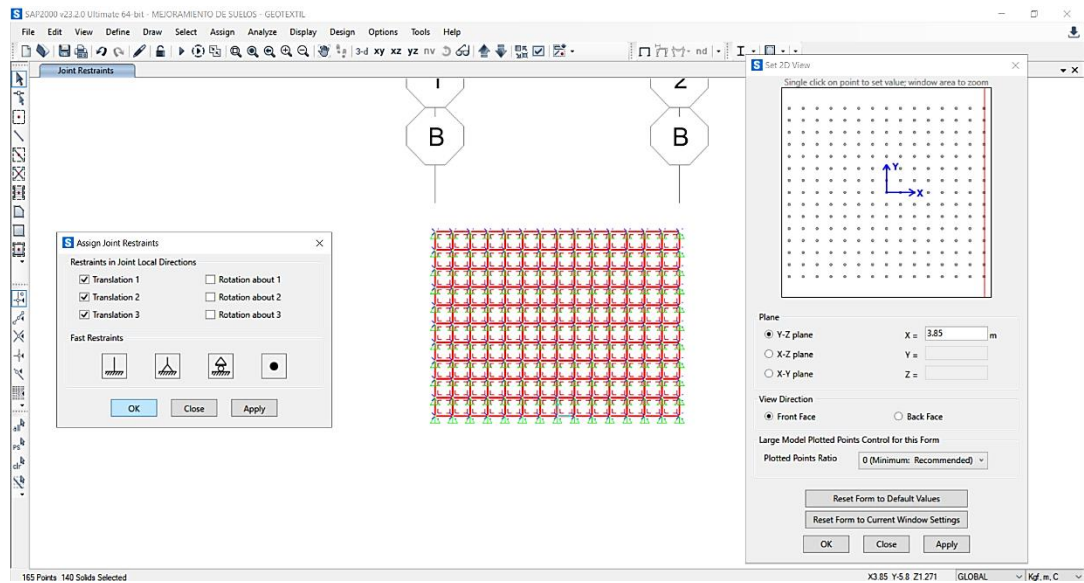 SAP2000 v23.2.0 Ultimate 64-bit - MEJORAMIENTO DE SUELOS - GEOTEXTIL
File Edit View Define Draw Select Assign Analyze Display Design Options Tools Help
3-d xy xz yz nv nd
Joint Restraints
B
B
Assign Joint Restraints
Restraints in Joint Local Directions
Translation 1 Rotation about 1
Translation 2 Rotation about 2
Translation 3 Rotation about 3
Fast Restraints
OK Close Apply
all
ps
clr
Set 2D View
Single click on point to set value; window area to zoom
Y
X
Plane
Y-Z plane X = 3.85 m
X-Z plane Y =
X-Y plane Z =
View Direction
Front Face Back Face
Large Model Plotted Points Control for this Form
Plotted Points Ratio 0 (Minimum: Recommended)
Reset Form to Default Values
Reset Form to Current Window Settings
OK Close Apply
165 Points 140 Solids Selected X3.85 Y-5.8 Z1.271 GLOBAL Kgf, m, C